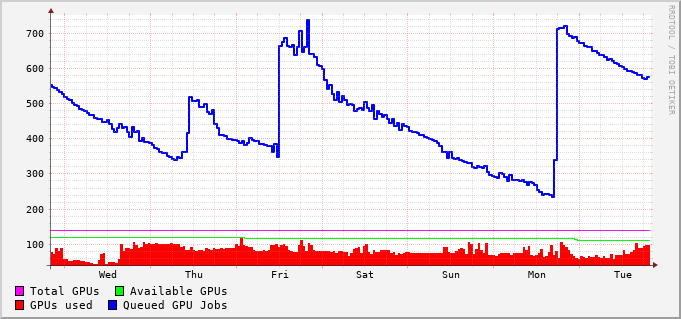 RRDTOOL / TOBI OETIKER
700
600
500
400
300
200
100
Wed Thu Fri Sat Sun Mon Tue
Total GPUs Available GPUs
GPUs used Queued GPU Jobs